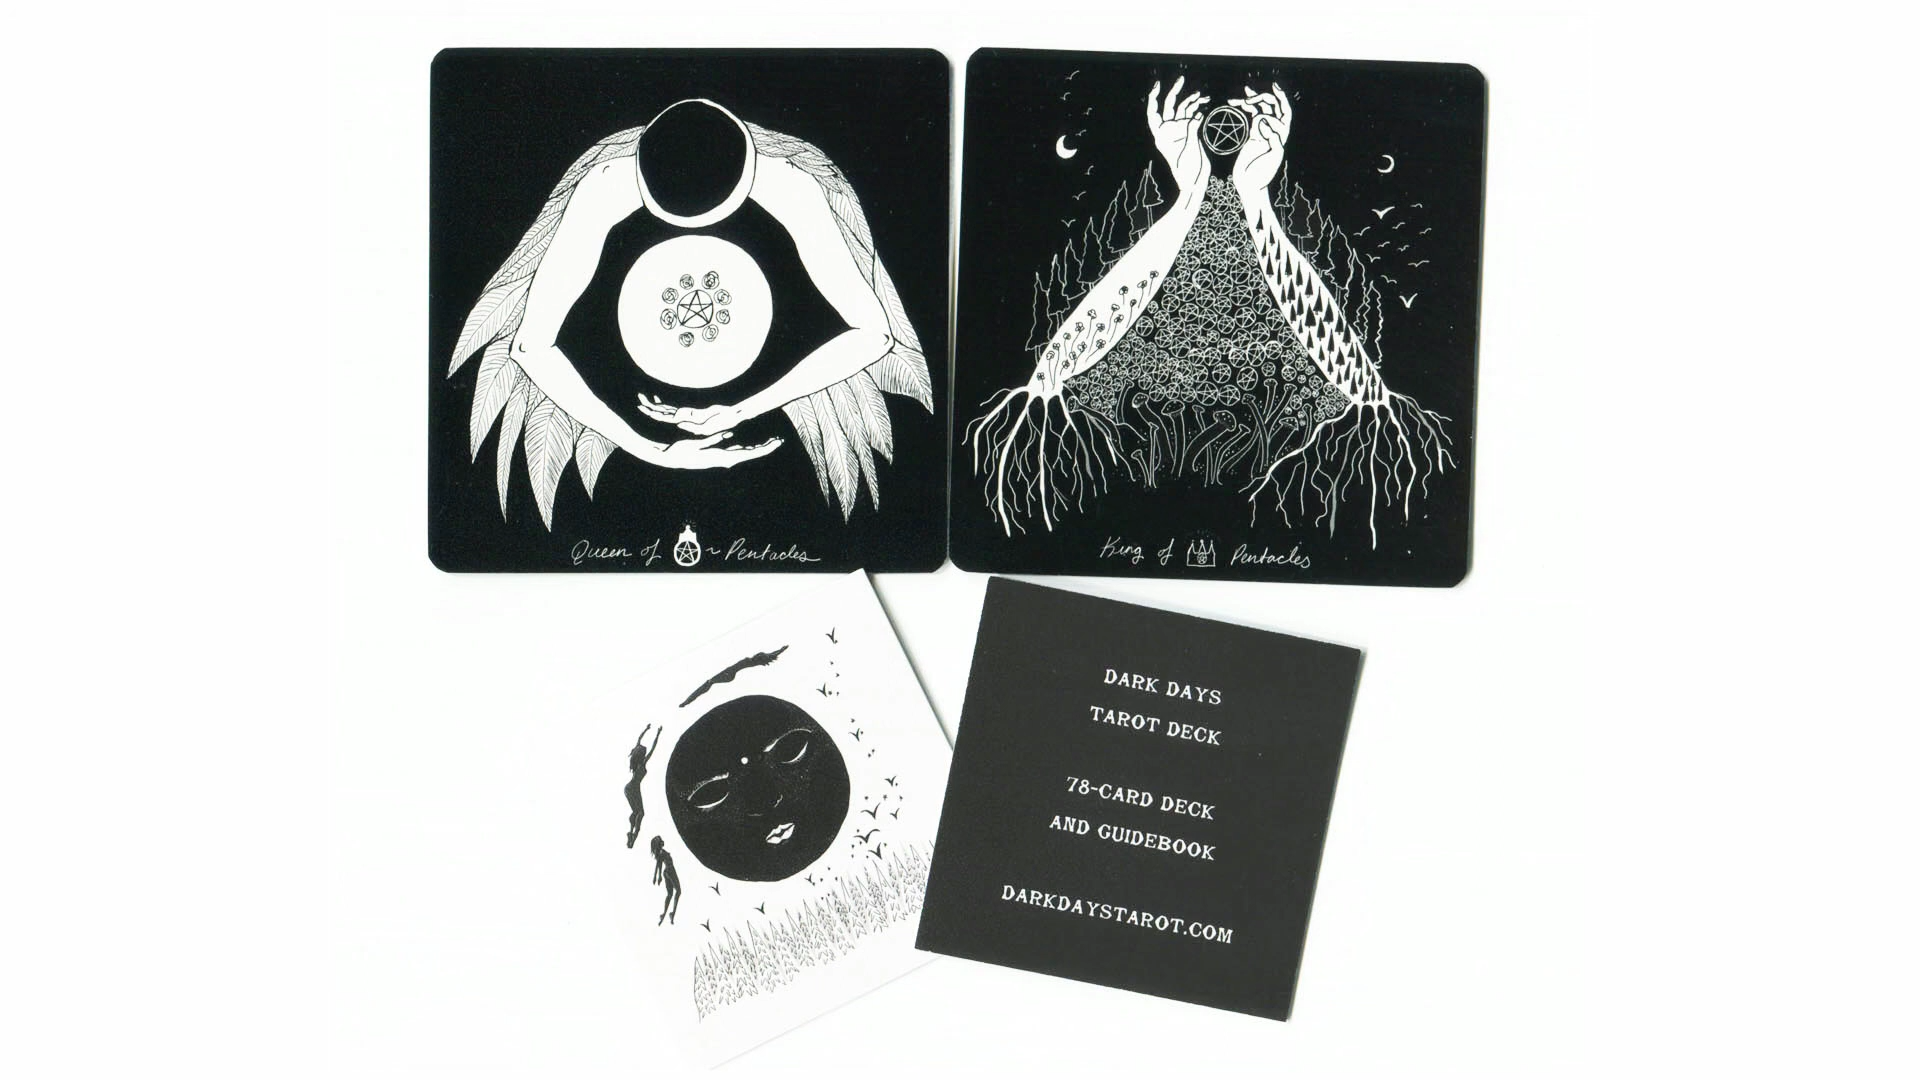 Queen of ~ Pentacles
King of Pentacles
DARK DAYS
TAROT DECK
78-CARD DECK
AND GUIDEBOOK
DARKDAYSTAROT.COM